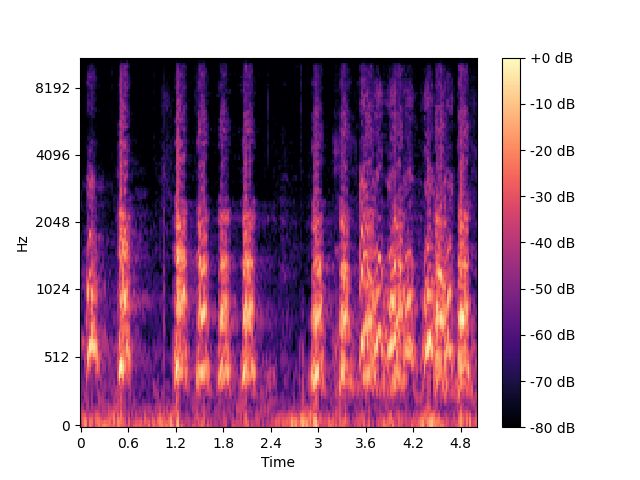 Hz
8192
4096
2048
1024
512
0
0 0.6 1.2 1.8 2.4 3 3.6 4.2 4.8
Time
+0 dB
-10 dB
-20 dB
-30 dB
-40 dB
-50 dB
-60 dB
-70 dB
-80 dB